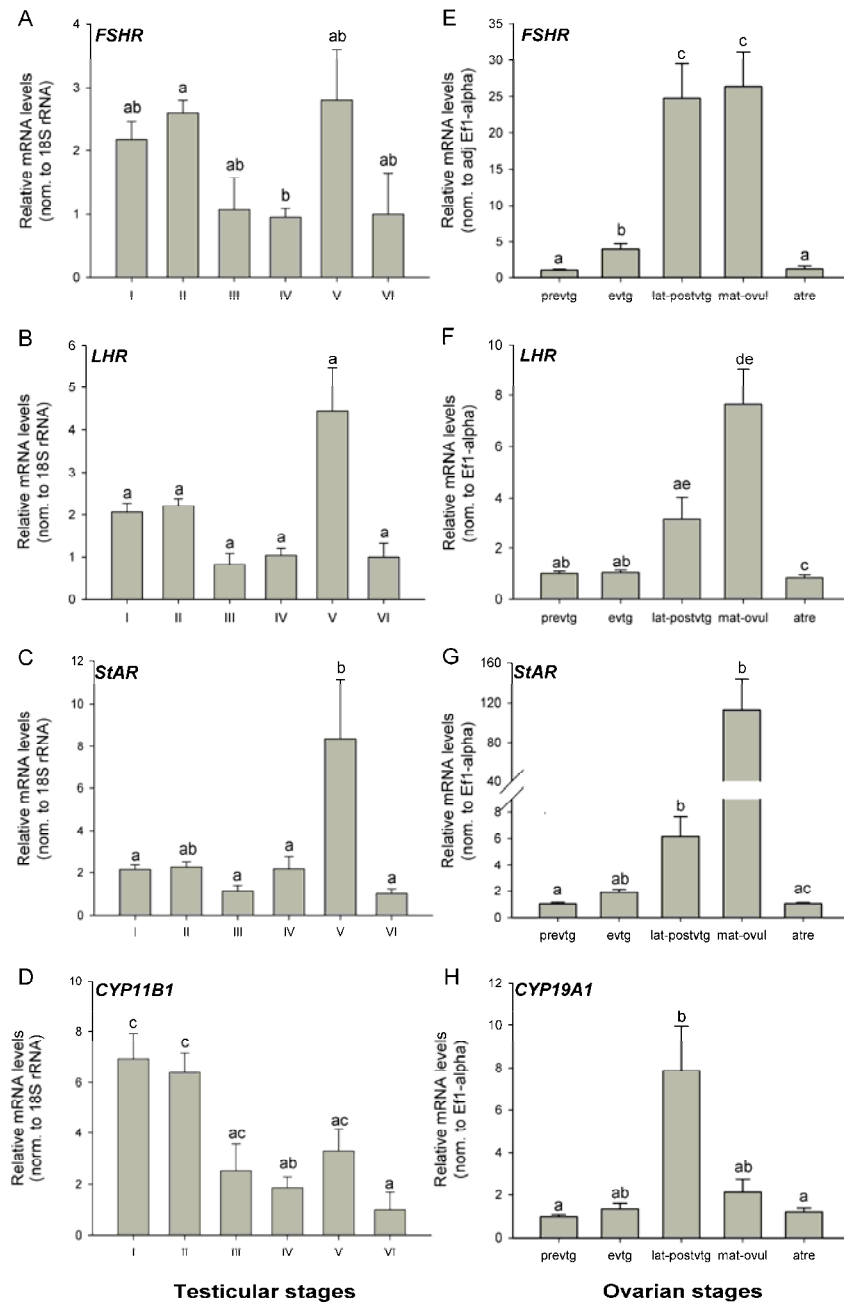 A
FSHR
Relative mRNA levels
(nom. to 18S rRNA)
4
3
2
1
0
ab
a
ab
b
ab
ab
I
II
III
IV
V
VI
B
LHR
Relative mRNA levels
(nom. to 18S rRNA)
6
5
4
3
2
1
0
a
a
a
a
a
a
I
II
III
IV
V
VI
C
StAR
Relative mRNA levels
(nom. to 18S rRNA)
12
10
8
6
4
2
0
a
ab
a
a
b
a
I
II
III
IV
V
VI
D
CYP11B1
Relative mRNA levels
(norm. to 18S rRNA)
10
8
6
4
2
0
c
c
ac
ab
ac
a
I
II
III
IV
V
VI
Testicular stages
E
FSHR
Relative mRNA levels
(nom. to adj Ef1-alpha)
35
30
25
20
15
10
5
0
a
b
c
c
a
prevtg
evtg
lat-postvtg
mat-ovul
atre
F
LHR
Relative mRNA levels
(nom. to Ef1-alpha)
10
8
6
4
2
0
ab
ab
ae
de
c
prevtg
evtg
lat-postvtg
mat-ovul
atre
G
StAR
Relative mRNA levels
(nom. to Ef1-alpha)
160
120
80
40
8
6
4
2
0
a
ab
b
b
ac
prevtg
evtg
lat-postvtg
mat-ovul
atre
H
CYP19A1
Relative mRNA levels
(nom. to Ef1-alpha)
12
10
8
6
4
2
0
a
ab
b
ab
a
prevtg
evtg
lat-postvtg
mat-ovul
atre
Ovarian stages